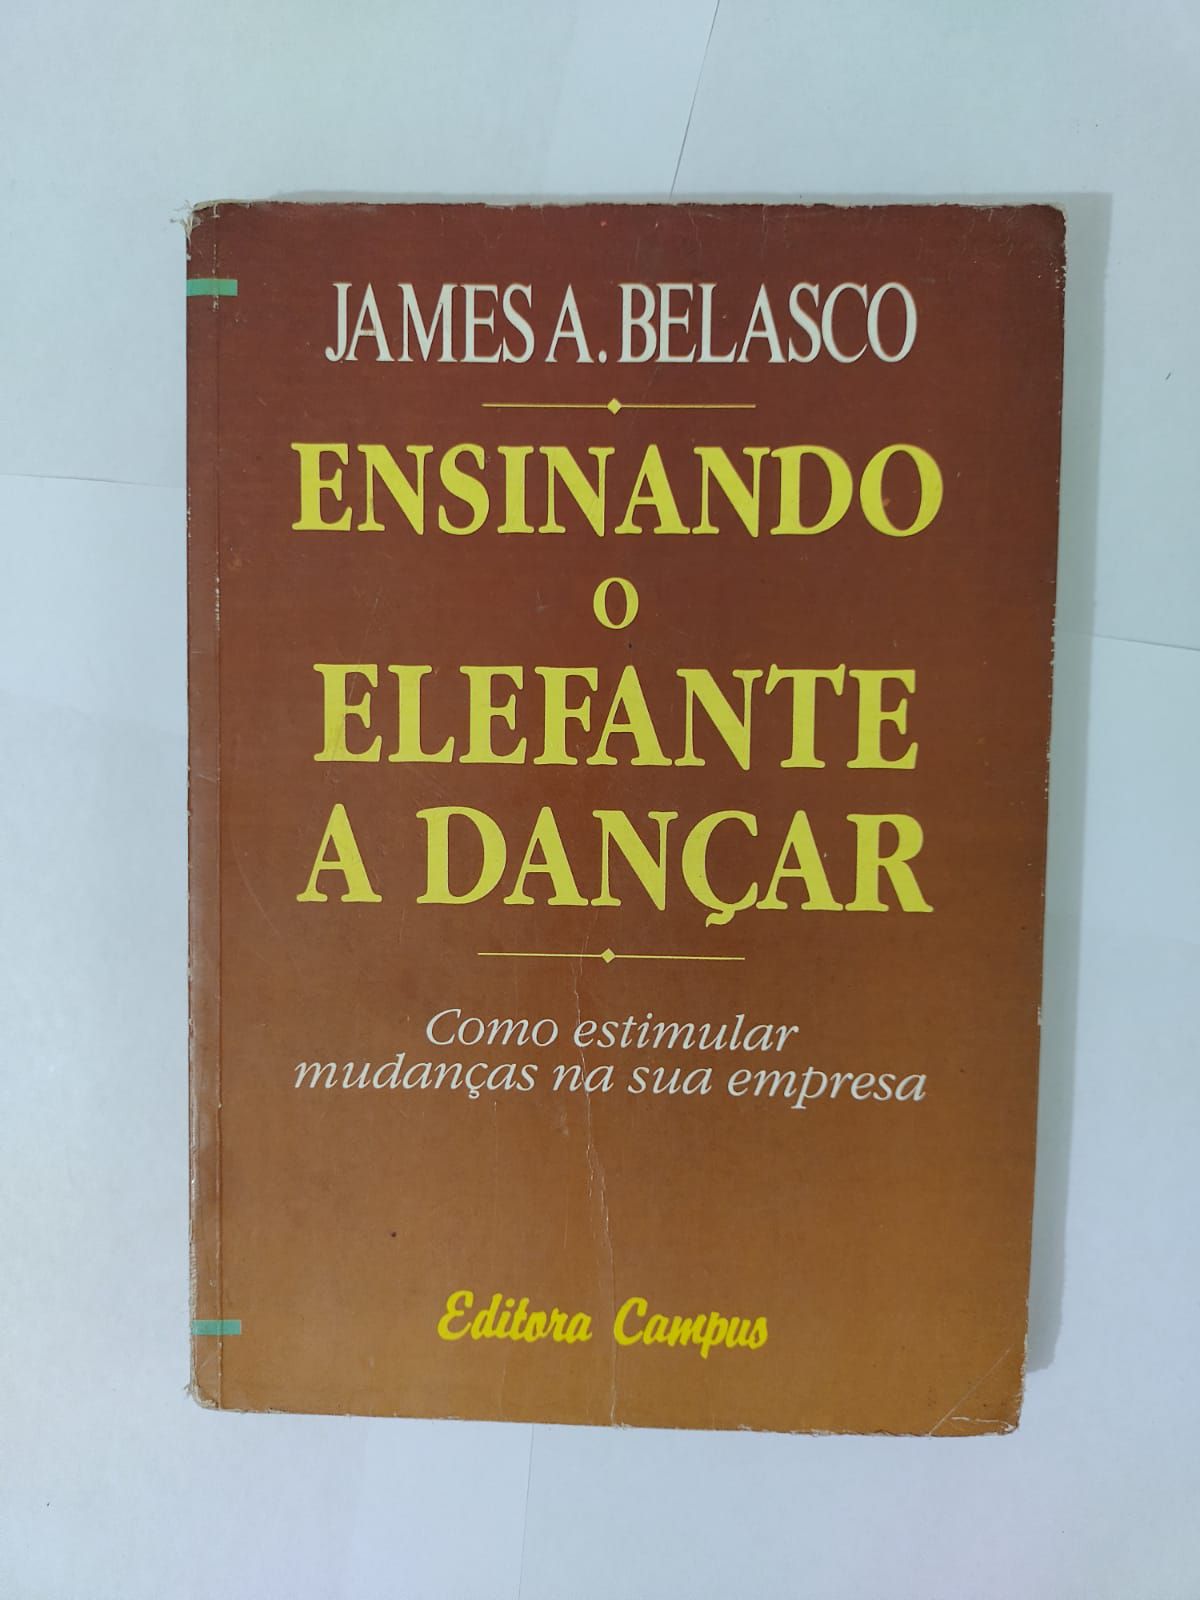 JAMES A. BELASCO
ENSINANDO
O
ELEFANTE
A DANÇAR
Como estimular
mudanças na sua empresa
Editora Campus